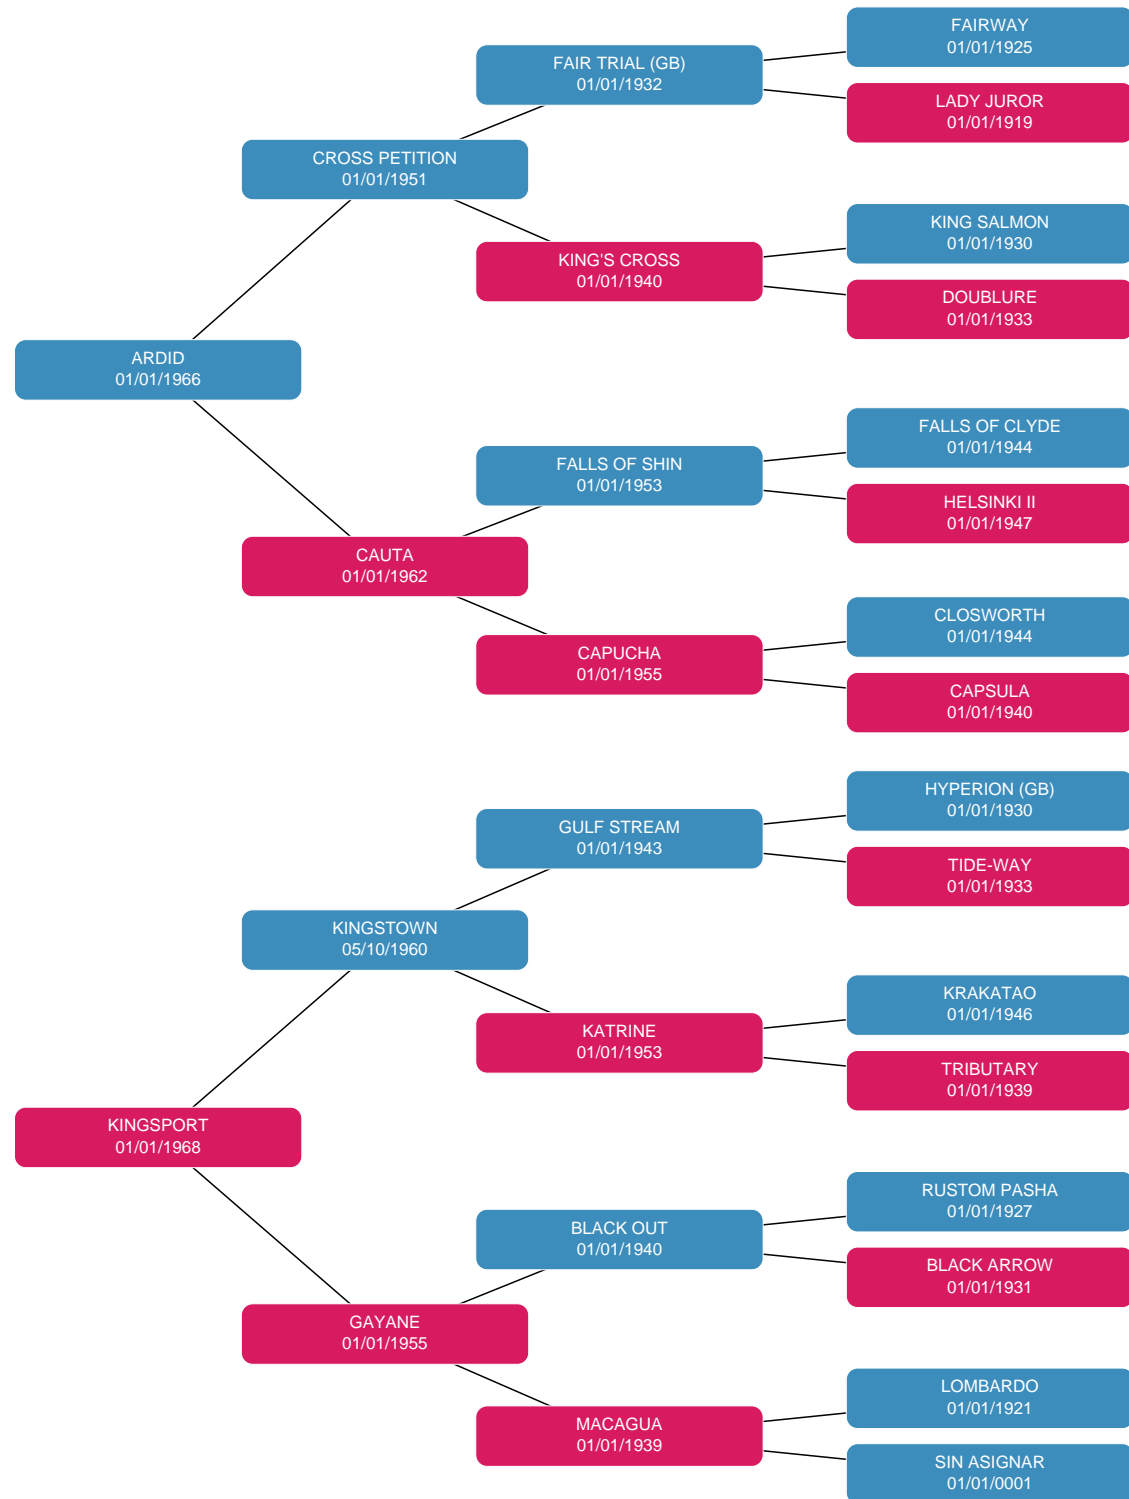 FAIRWAY
01/01/1925
FAIR TRIAL (GB)
01/01/1932
LADY JUROR
01/01/1919
CROSS PETITION
01/01/1951
KING SALMON
01/01/1930
KING'S CROSS
01/01/1940
DOUBLURE
01/01/1933
ARDID
01/01/1966
FALLS OF CLYDE
01/01/1944
FALLS OF SHIN
01/01/1953
HELSINKI II
01/01/1947
CAUTA
01/01/1962
CLOSWORTH
01/01/1944
CAPUCHA
01/01/1955
CAPSULA
01/01/1940
HYPERION (GB)
01/01/1930
GULF STREAM
01/01/1943
TIDE-WAY
01/01/1933
KINGSTOWN
05/10/1960
KRAKATAO
01/01/1946
KATRINE
01/01/1953
TRIBUTARY
01/01/1939
KINGSPORT
01/01/1968
RUSTOM PASHA
01/01/1927
BLACK OUT
01/01/1940
BLACK ARROW
01/01/1931
GAYANE
01/01/1955
LOMBARDO
01/01/1921
MACAGUA
01/01/1939
SIN ASIGNAR
01/01/0001